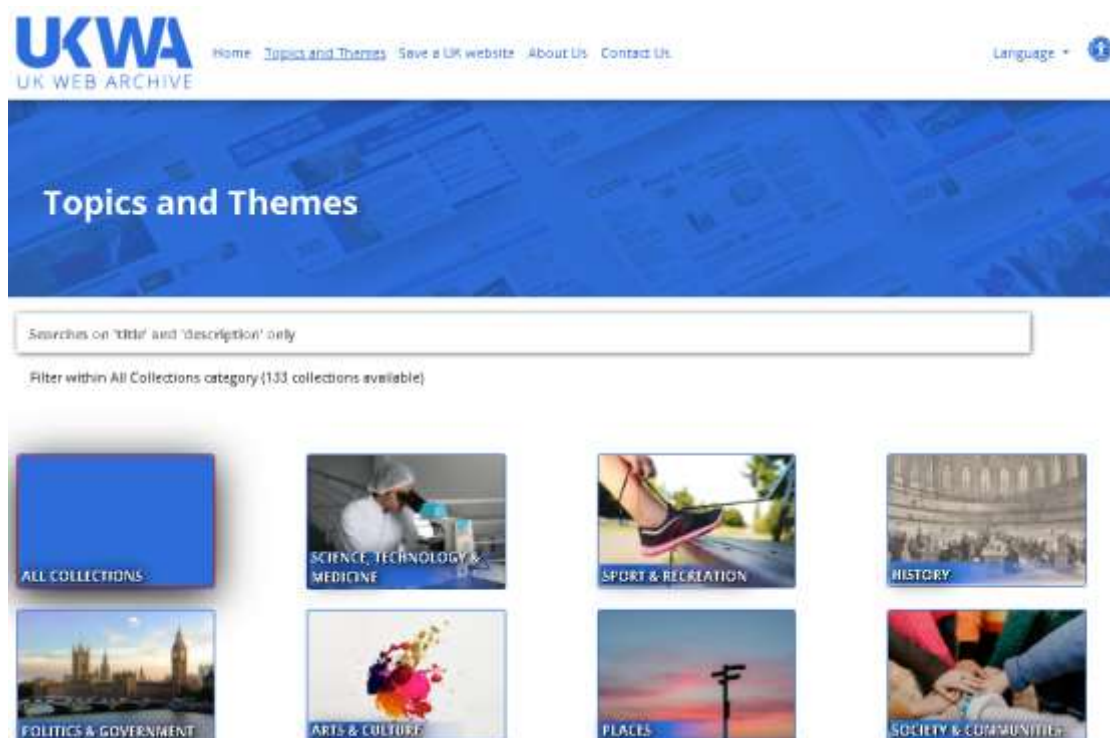 UKWA
UK WEB ARCHIVE
Home Topics and Themes Save a UK website About Us Contact Us
Language
Topics and Themes
Searches on 'title' and 'description' only
Filter within All Collections category (133 collections available)
ALL COLLECTIONS
SCIENCE, TECHNOLOGY &
MEDICINE
SPORT & RECREATION
HISTORY
POLITICS & GOVERNMENT
ARTS & CULTURE
PLACES
SOCIETY & COMMUNITIES